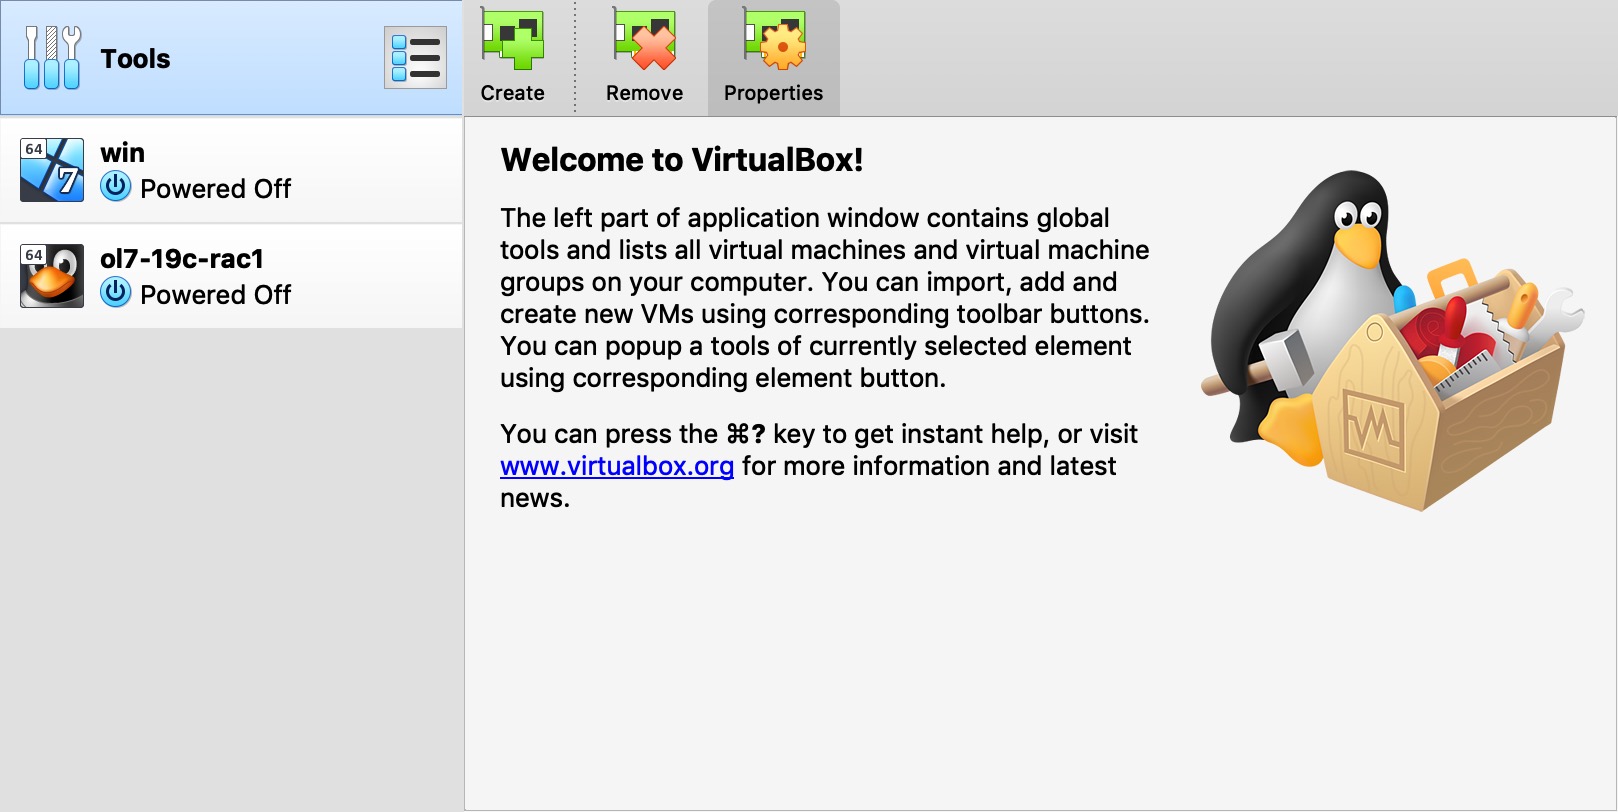 Tools
64
7
win
Powered Off
64
ol7-19c-rac1
Powered Off
Create
Remove
Properties
Welcome to VirtualBox!
The left part of application window contains global
tools and lists all virtual machines and virtual machine
groups on your computer. You can import, add and
create new VMs using corresponding toolbar buttons.
You can popup a tools of currently selected element
using corresponding element button.
You can press the ⌘? key to get instant help, or visit
www.virtualbox.org for more information and latest
news.